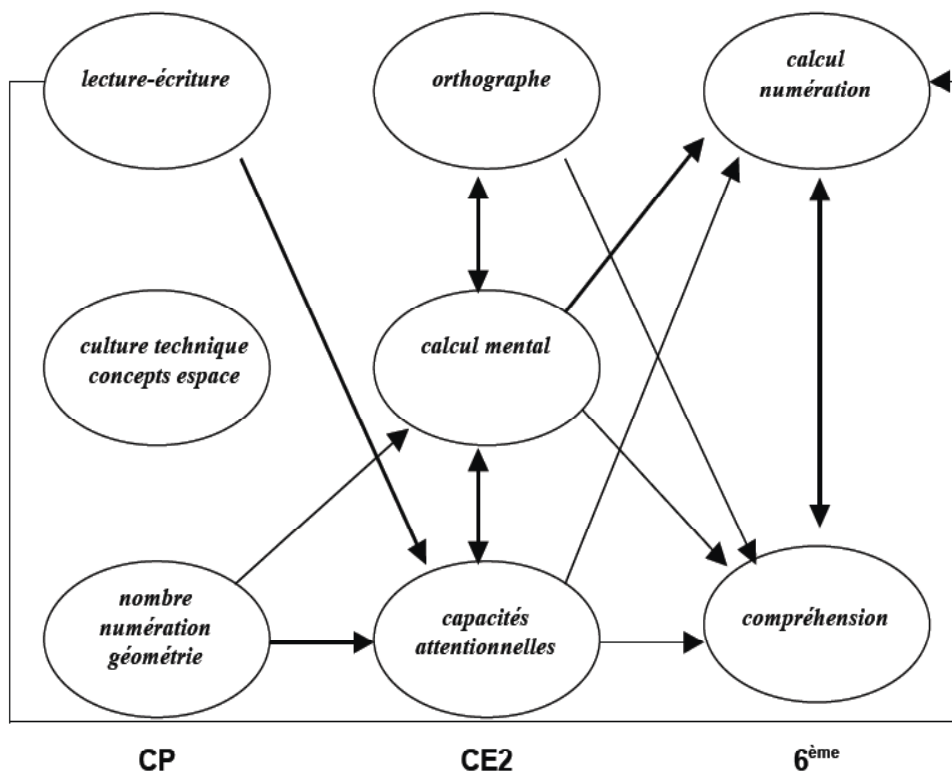 lecture-écriture
orthographe
calcul
numération
culture technique
concepts espace
calcul mental
nombre
numération
géométrie
capacités
attentionnelles
compréhension
CP
CE2
6ème